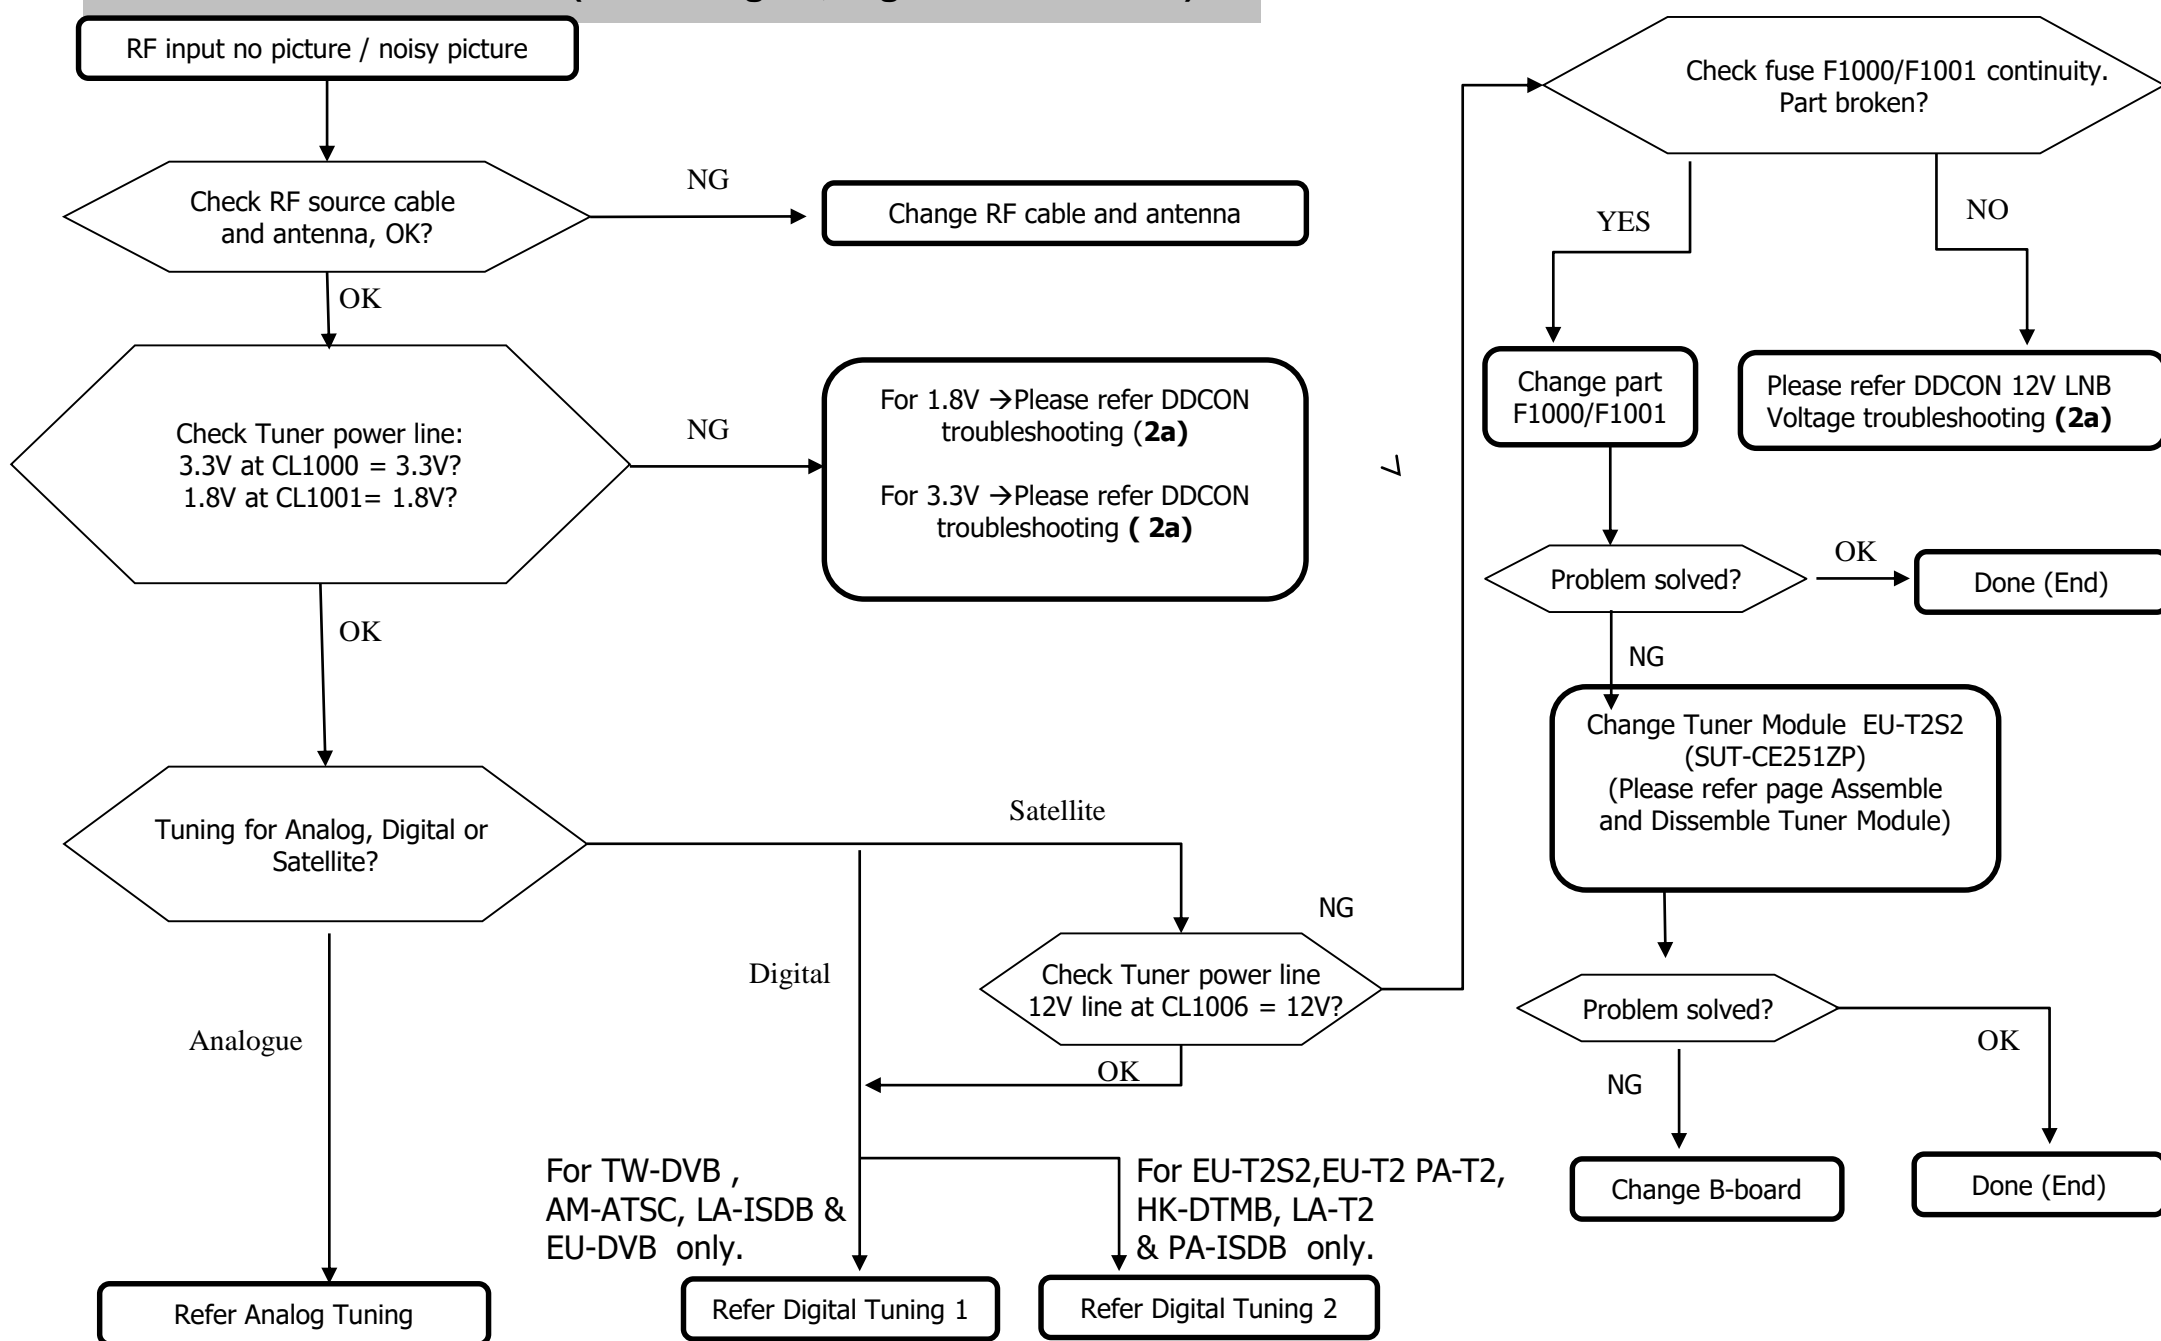 RF input no picture / noisy picture
Check RF source cable
and antenna, OK?
NG
Change RF cable and antenna
OK
Check Tuner power line:
3.3V at CL1000 = 3.3V?
1.8V at CL1001= 1.8V?
NG
For 1.8V →Please refer DDCON
troubleshooting (2a)
For 3.3V →Please refer DDCON
troubleshooting ( 2a)
OK
Tuning for Analog, Digital or
Satellite?
Satellite
Digital
Analogue
NG
Check Tuner power line
12V line at CL1006 = 12V?
OK
For TW-DVB ,
AM-ATSC, LA-ISDB &
EU-DVB only.
For EU-T2S2,EU-T2 PA-T2,
HK-DTMB, LA-T2
& PA-ISDB only.
Refer Analog Tuning
Refer Digital Tuning 1
Refer Digital Tuning 2
Check fuse F1000/F1001 continuity.
Part broken?
YES
NO
Change part
F1000/F1001
Please refer DDCON 12V LNB
Voltage troubleshooting (2a)
Problem solved?
OK
Done (End)
NG
Change Tuner Module EU-T2S2
(SUT-CE251ZP)
(Please refer page Assemble
and Dissemble Tuner Module)
Problem solved?
OK
NG
Change B-board
Done (End)